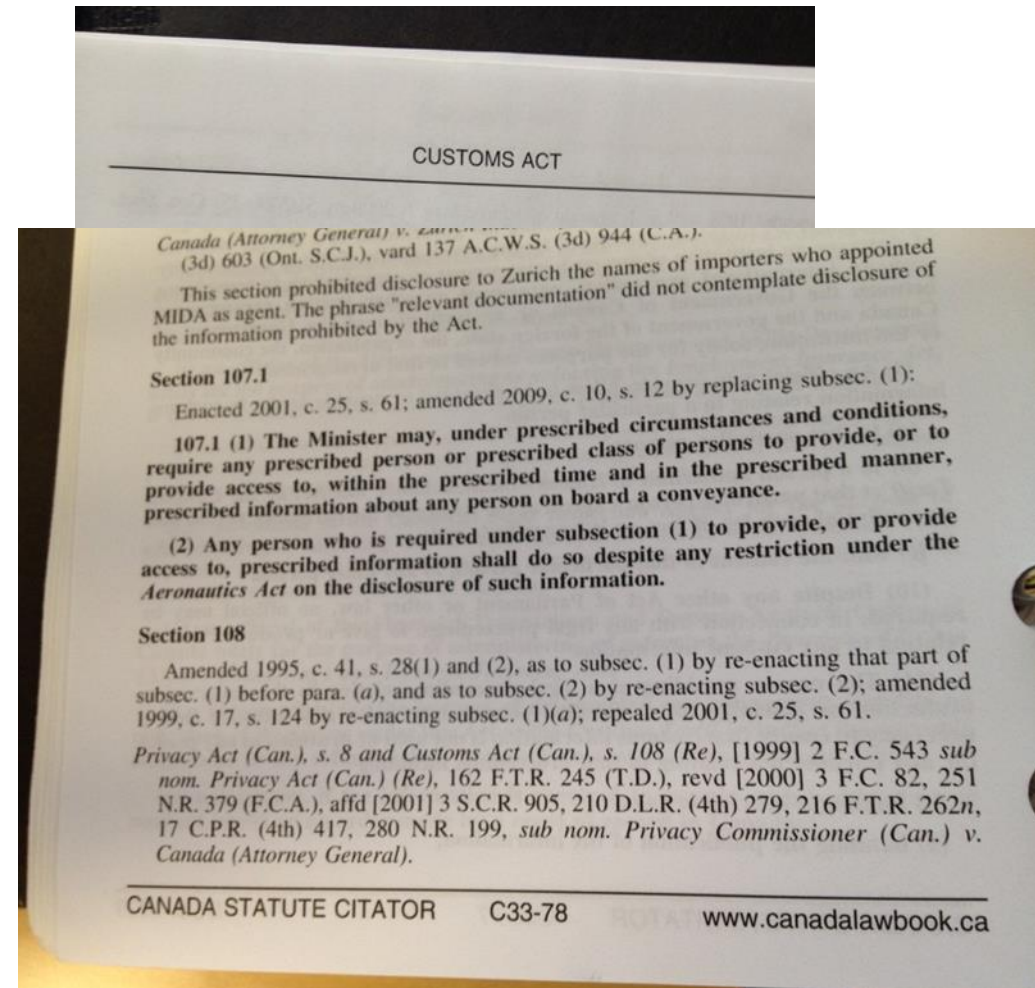 CUSTOMS ACT
Canada (Attorney General) v.
(3d) 603 (Ont. S.C.J.), vard 137 A.C.W.S. (3d) 944 (C.A.).
This section prohibited disclosure to Zurich the names of importers who appointed
MIDA as agent. The phrase "relevant documentation" did not contemplate disclosure of
the information prohibited by the Act.
Section 107.1
Enacted 2001, c. 25, s. 61; amended 2009, c. 10, s. 12 by replacing subsec. (1):
107.1 (1) The Minister may, under prescribed circumstances and conditions,
require any prescribed person or prescribed class of persons to provide, or to
provide access to, within the prescribed time and in the prescribed manner,
prescribed information about any person on board a conveyance.
(2) Any person who is required under subsection (1) to provide, or provide
access to, prescribed information shall do so despite any restriction under the
Aeronautics Act on the disclosure of such information.
Section 108
Amended 1995, c. 41, s. 28(1) and (2), as to subsec. (1) by re-enacting that part of
subsec. (1) before para. (a), and as to subsec. (2) by re-enacting subsec. (2); amended
1999, c. 17, s. 124 by re-enacting subsec. (1)(a); repealed 2001, c. 25, s. 61.
Privacy Act (Can.), s. 8 and Customs Act (Can.), s. 108 (Re), [1999] 2 F.C. 543 sub
nom. Privacy Act (Can.) (Re), 162 F.T.R. 245 (T.D.), revd [2000] 3 F.C. 82, 251
N.R. 379 (F.C.A.), affd [2001] 3 S.C.R. 905, 210 D.L.R. (4th) 279, 216 F.T.R. 262n,
17 C.P.R. (4th) 417, 280 N.R. 199, sub nom. Privacy Commissioner (Can.) v.
Canada (Attorney General).
CANADA STATUTE CITATOR C33-78 www.canadalawbook.ca